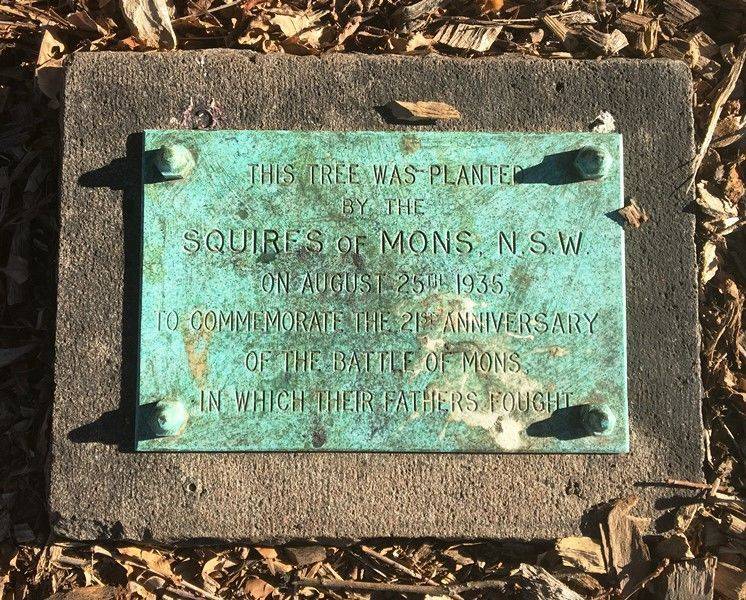 THIS TREE WAS PLANTED
BY THE
SQUIRES OF MONS, N.S.W.
ON AUGUST 25TH 1935,
TO COMMEMORATE THE 21ST ANNIVERSARY
OF THE BATTLE OF MONS,
IN WHICH THEIR FATHERS FOUGHT